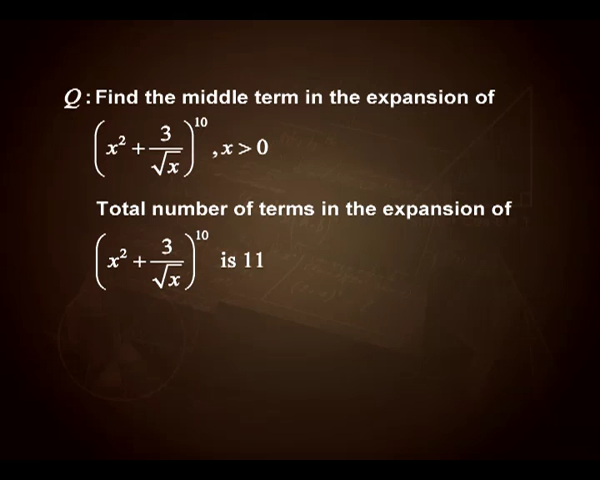 Q : Find the middle term in the expansion of
(x² + 3/√x)¹⁰ , x > 0
Total number of terms in the expansion of
(x² + 3/√x)¹⁰ is 11